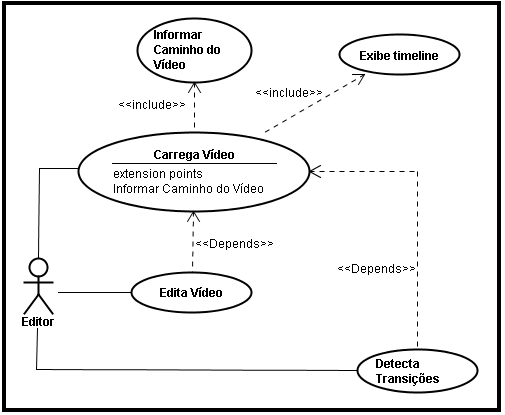 Informar
Caminho do
Vídeo
Exibe timeline
<<include>>
<<include>>
Carrega Vídeo
extension points
Informar Caminho do Vídeo
<<Depends>>
<<Depends>>
Edita Vídeo
Editor
Detecta
Transições